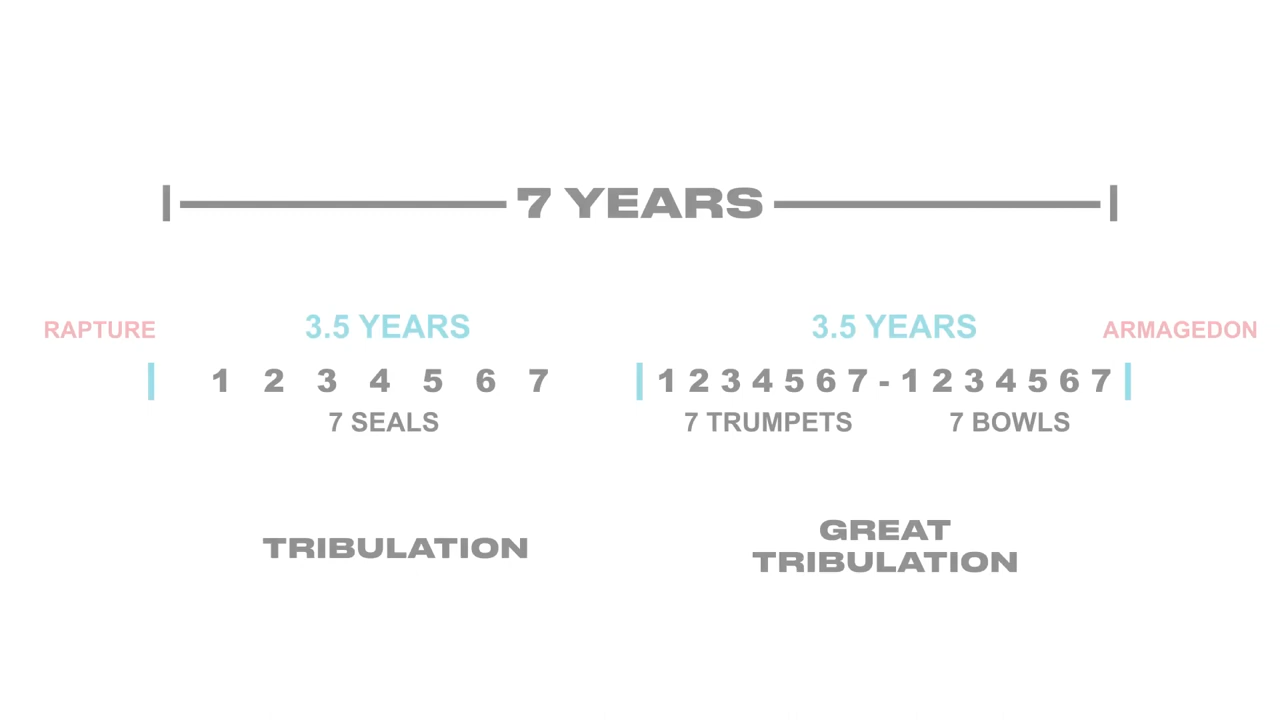 7 YEARS
RAPTURE
3.5 YEARS
3.5 YEARS
ARMAGEDON
1 2 3 4 5 6 7
1 2 3 4 5 6 7 - 1 2 3 4 5 6 7
7 SEALS
7 TRUMPETS
7 BOWLS
TRIBULATION
GREAT
TRIBULATION